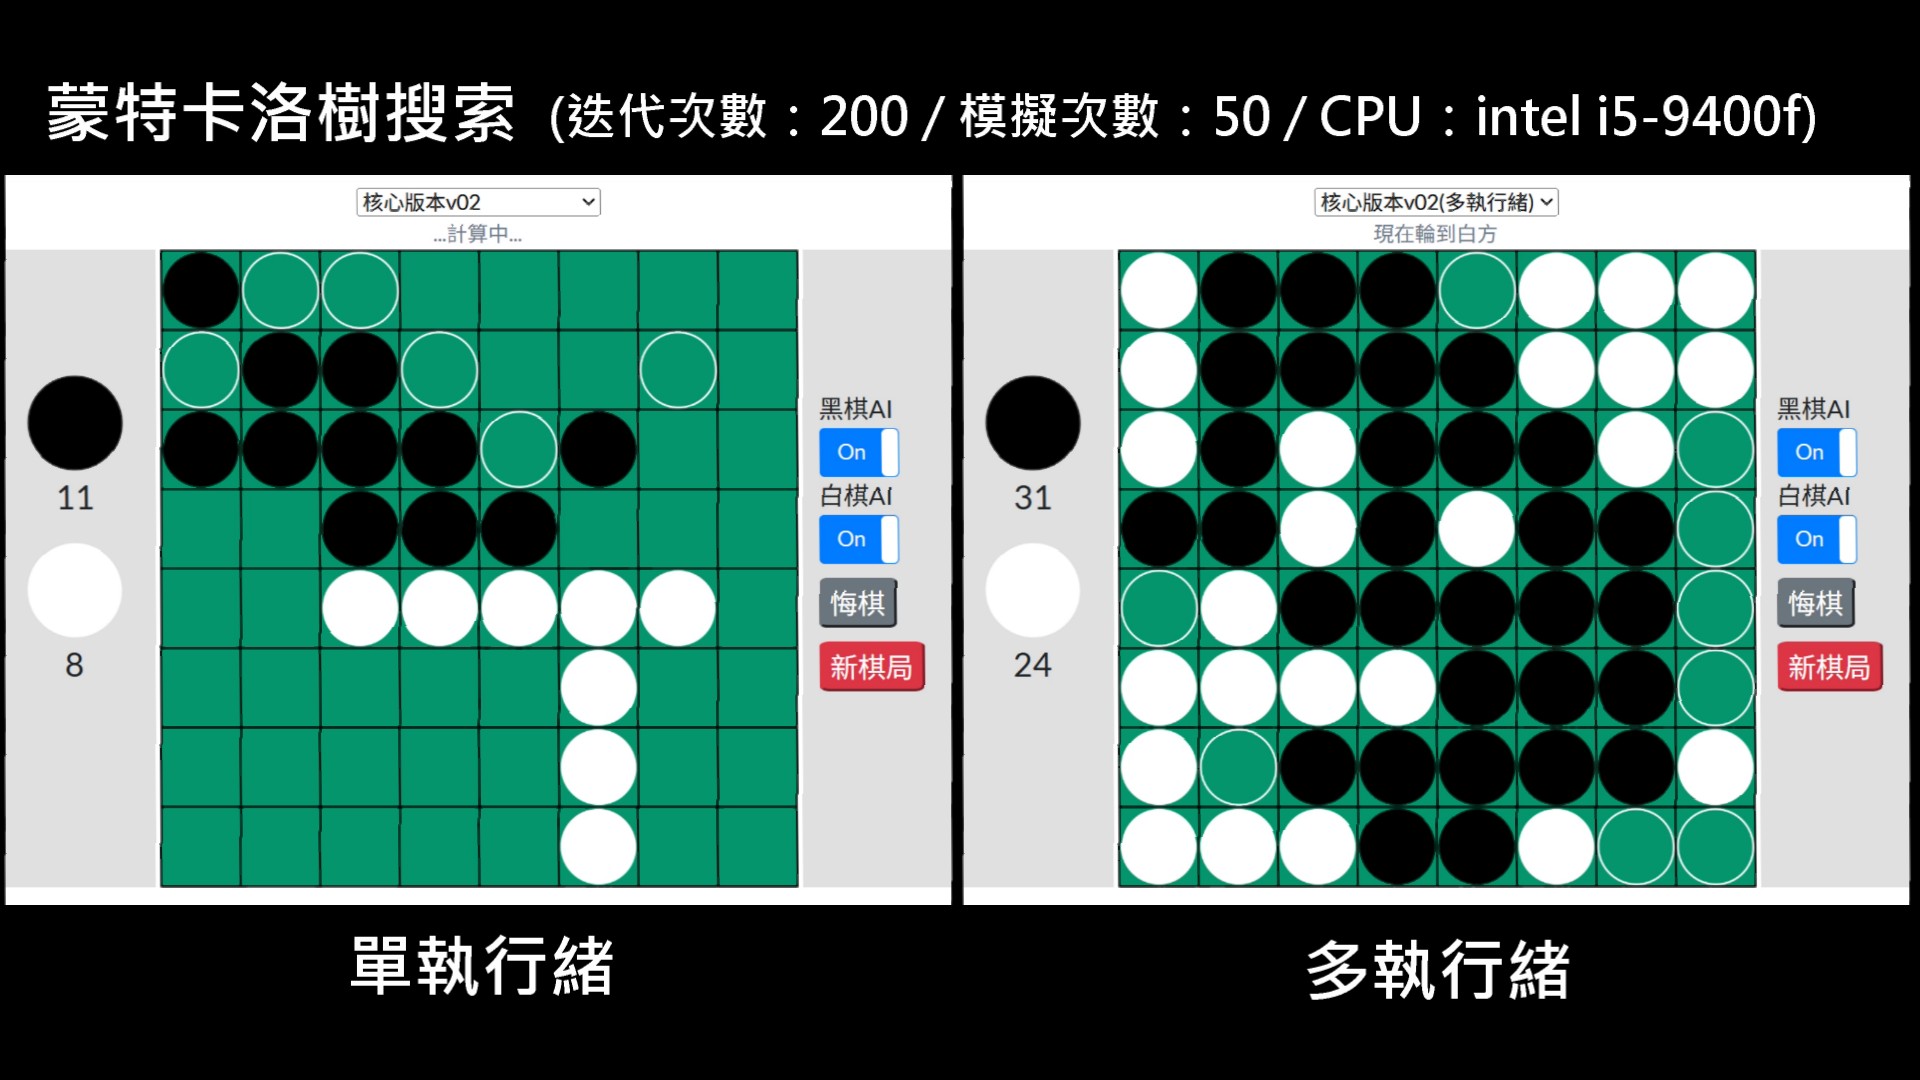 蒙特卡洛樹搜索 (迭代次數：200 / 模擬次數：50 / CPU：intel i5-9400f)
核心版本v02
...計算中...
11
8
黑棋AI
On
白棋AI
On
悔棋
新棋局
單執行緒
核心版本v02(多執行緒)
現在輪到白方
31
24
黑棋AI
On
白棋AI
On
悔棋
新棋局
多執行緒